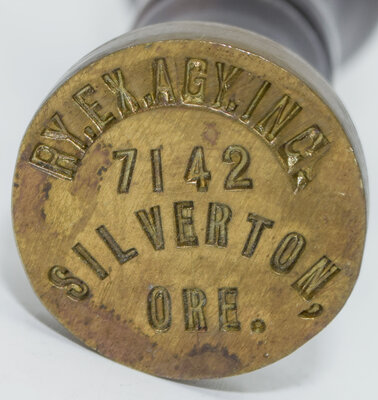 RY.EX.AGY.INC.
7142
SILVERTON,
ORE.